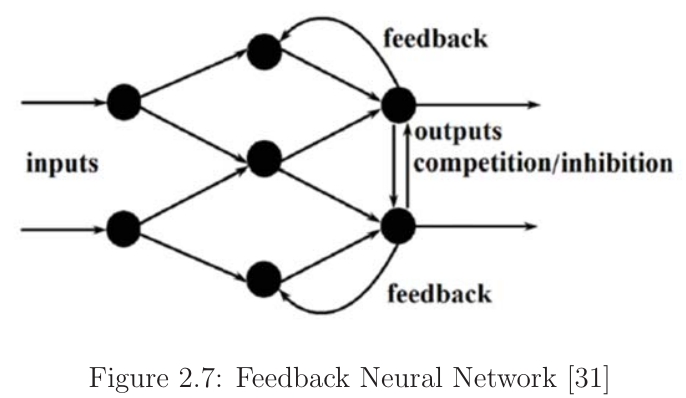 feedback
outputs
inputs
competition/inhibition
feedback
Figure 2.7: Feedback Neural Network [31]